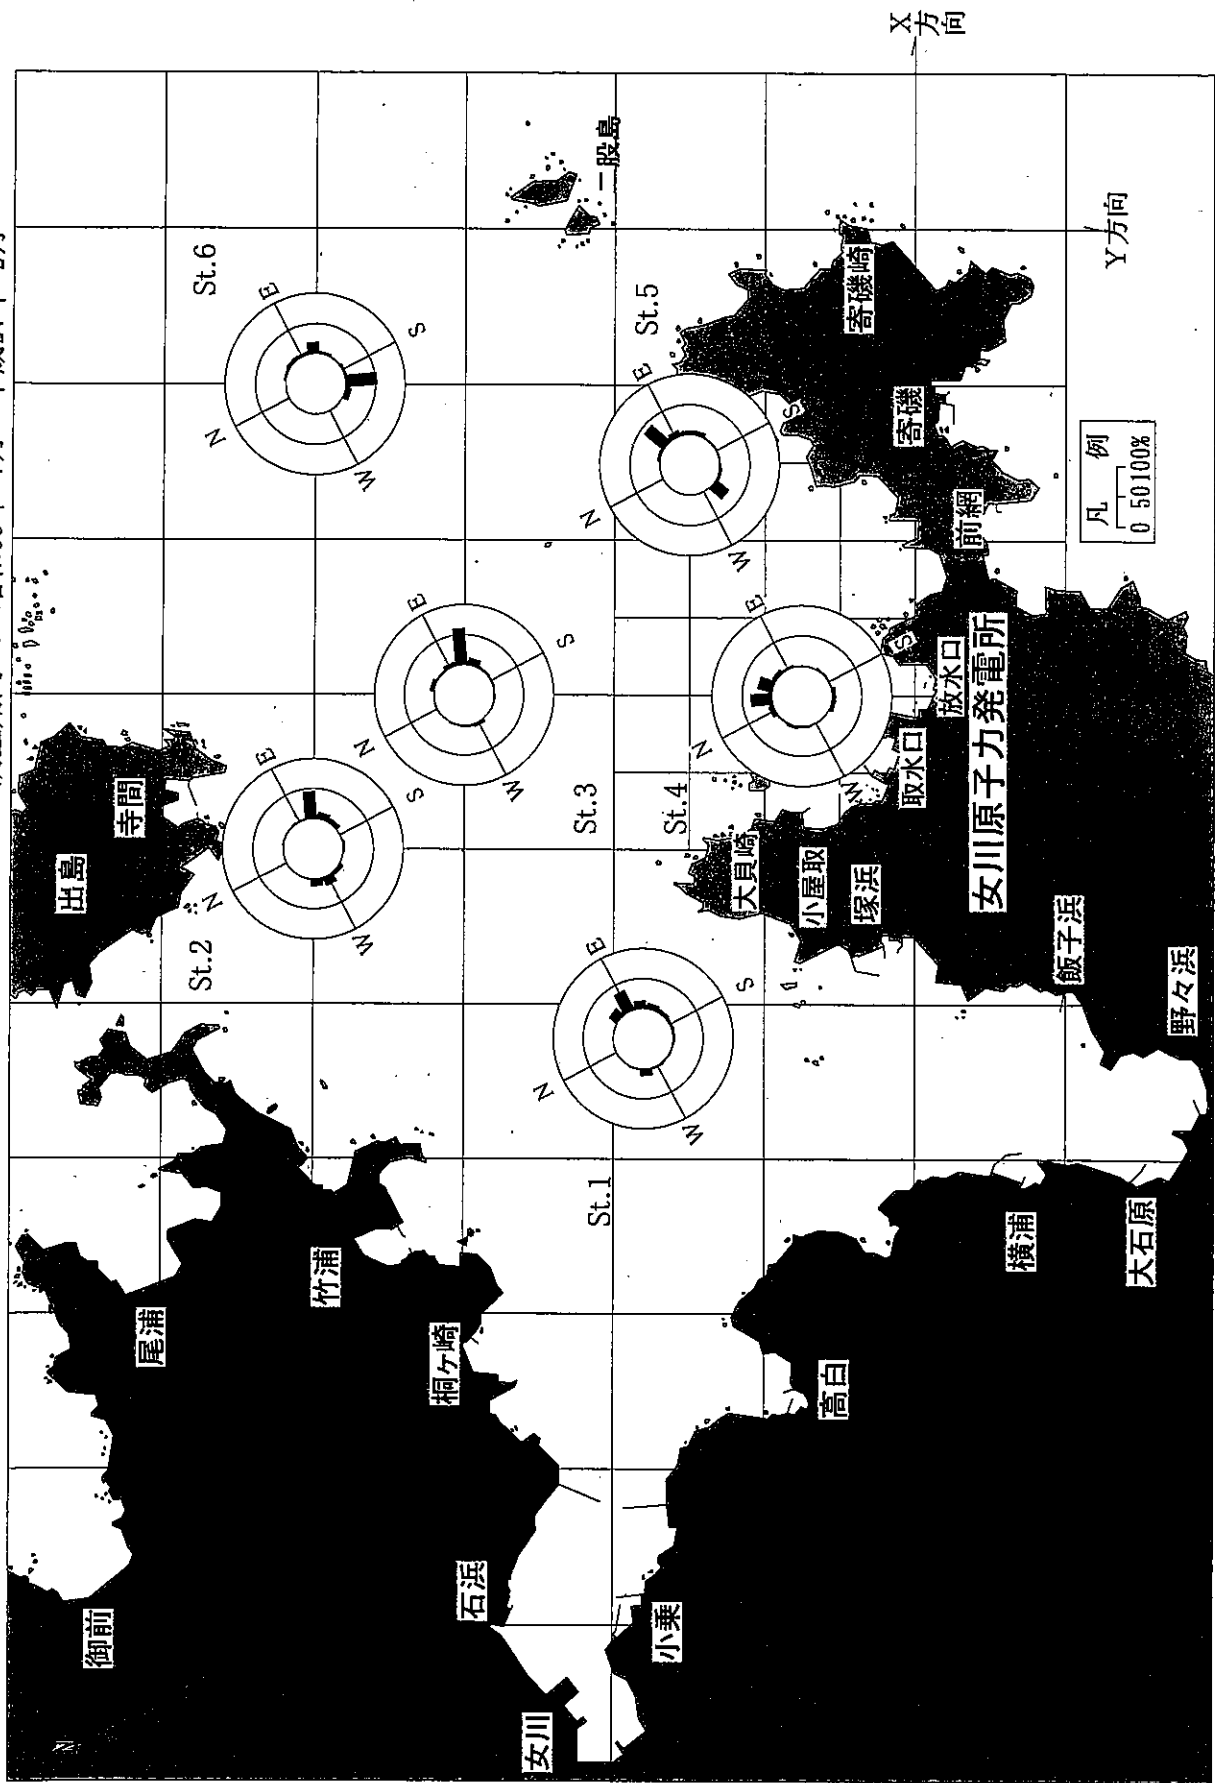 X方向
Y方向
二股島
St.6
N
E
S
W
St.5
N
E
S
W
寄磯崎
寄磯
前網
凡例
0 50100%
N
E
S
W
St.3
N
E
S
W
St.4
出島
寺間
N
E
S
W
St.2
放水口
女川原子力発電所
取水口
大貝崎
小屋取
塚浜
飯子浜
野々浜
N
E
S
W
St.1
尾浦
竹浦
桐ケ崎
横浦
大石原
高白
御前
石浜
小乗
女川